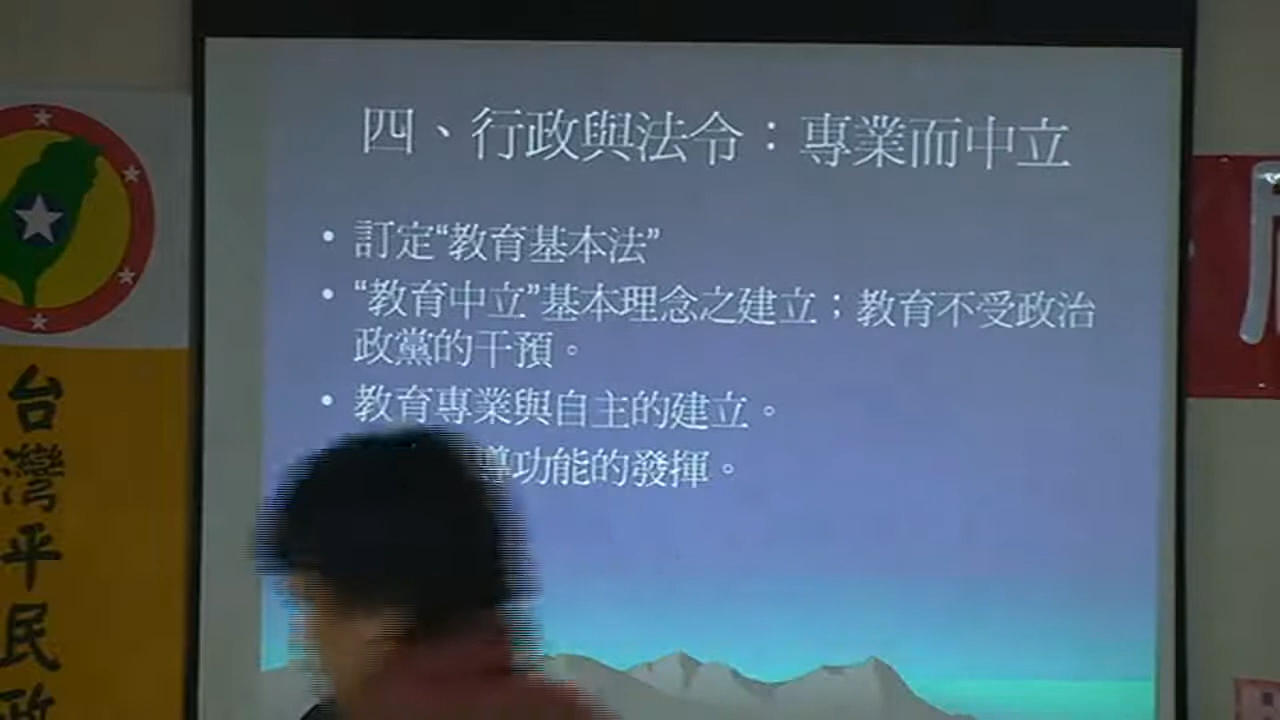 四、行政與法令：專業而中立
• 訂定“教育基本法”
• “教育中立”基本理念之建立；教育不受政治
政黨的干預。
• 教育專業與自主的建立。
導功能的發揮。
台灣平民政